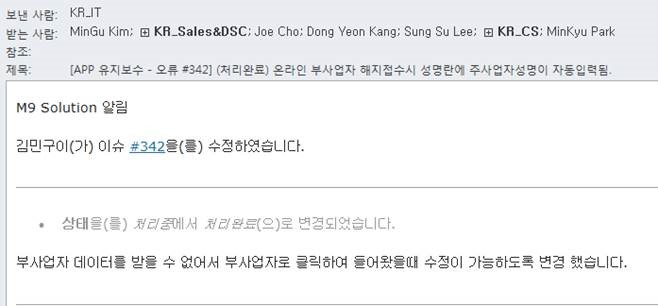 보낸 사람: KR_IT
받는 사람: MinGu Kim; KR_Sales&DSC; Joe Cho; Dong Yeon Kang; Sung Su Lee; KR_CS; MinKyu Park
참조:
제목: [APP 유지보수 - 오류 #342] (처리완료) 온라인 부사업자 해지접수시 성명란에 주사업자성명이 자동입력됨.
M9 Solution 알림
김민구이(가) 이슈 #342을(를) 수정하였습니다.
• 상태을(를) 처리중에서 처리완료(으)로 변경되었습니다.
부사업자 데이터를 받을 수 없어서 부사업자로 클릭하여 들어왔을때 수정이 가능하도록 변경 했습니다.